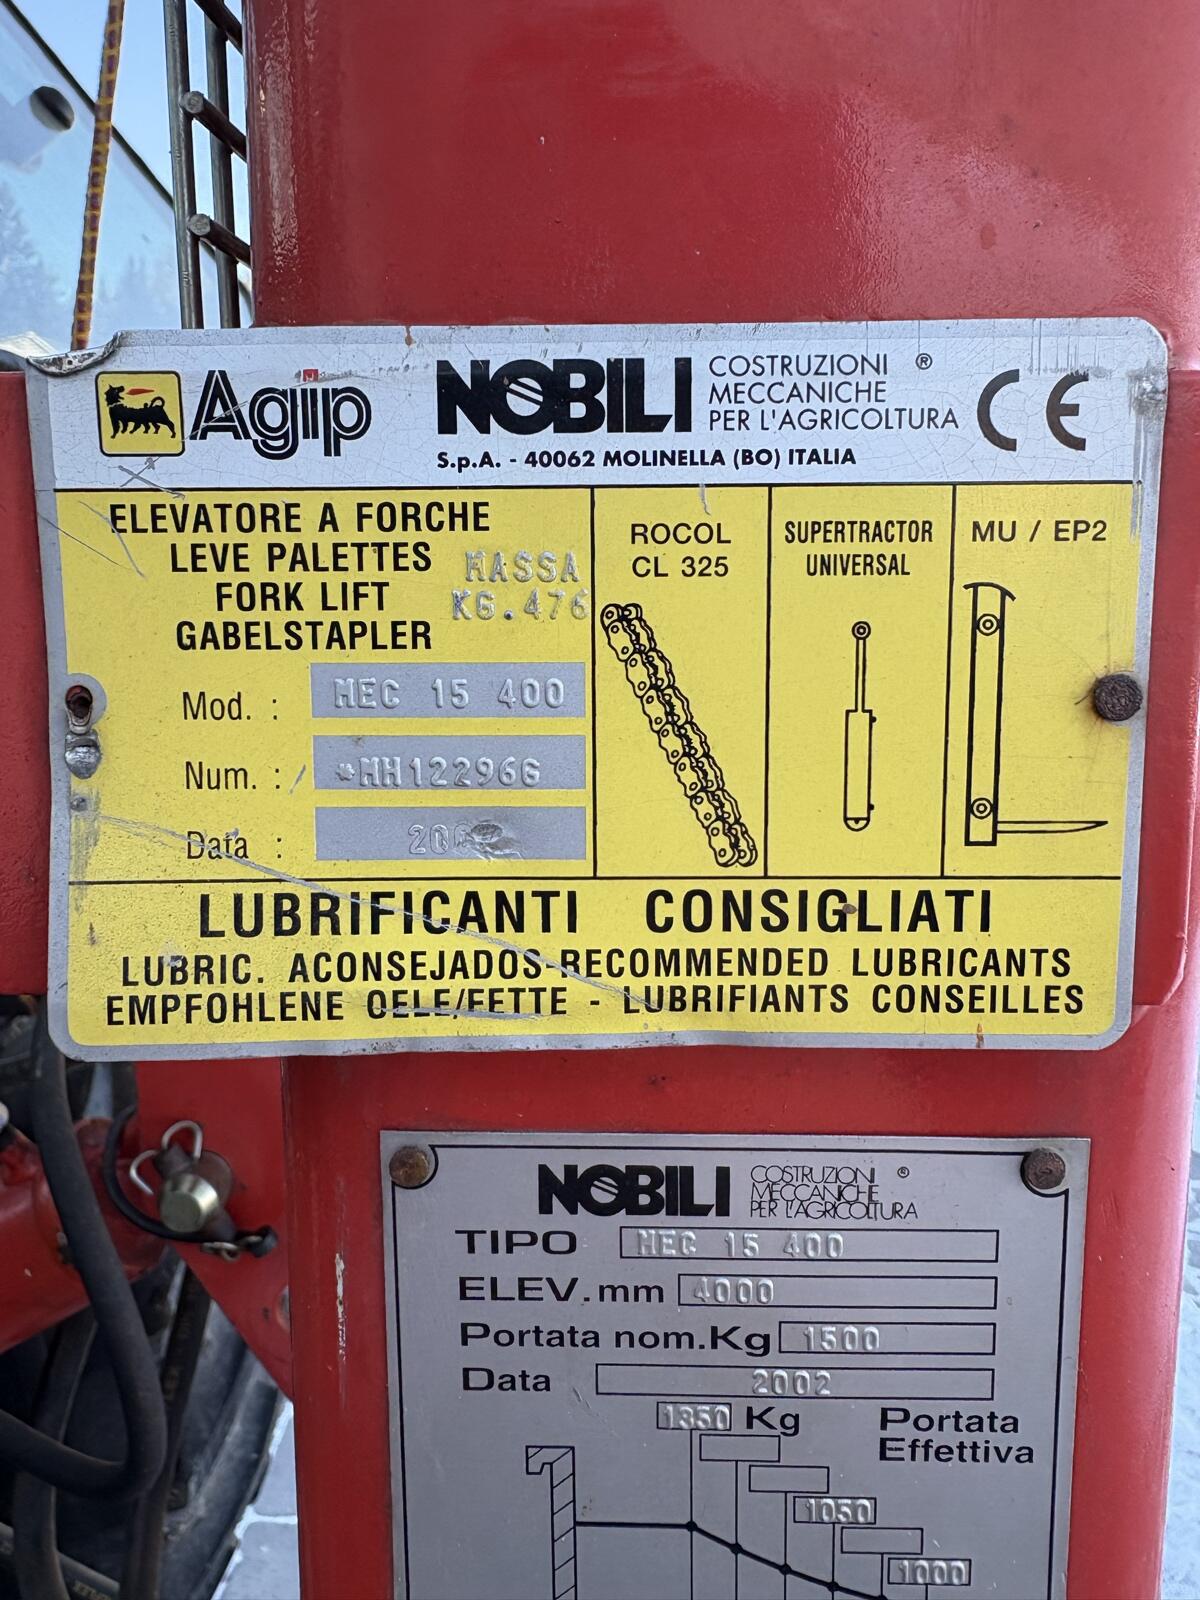 Agip NOBILI COSTRUZIONI ®
MECCANICHE
PER L'AGRICOLTURA
CE
S.p.A. - 40062 MOLINELLA (BO) ITALIA
ELEVATORE A FORCHE
LEVE PALETTES
FORK LIFT
GABELSTAPLER
MASSA
KG.476
Mod. : MEC 15 400
Num. : *MH122966
Data :
ROCOL
CL 325
SUPERTRACTOR
UNIVERSAL
MU / EP2
LUBRIFICANTI CONSIGLIATI
LUBRIC. ACONSEJADOS-RECOMMENDED LUBRICANTS
EMPFOHLENE OELE/FETTE - LUBRIFIANTS CONSEILLES
NOBILI COSTRUZIONI ®
MECCANICHE
PER L'AGRICOLTURA
TIPO MEC 15 400
ELEV.mm 4000
Portata nom.Kg 1500
Data 2002
1350 Kg
Portata
Effettiva
1050
1000